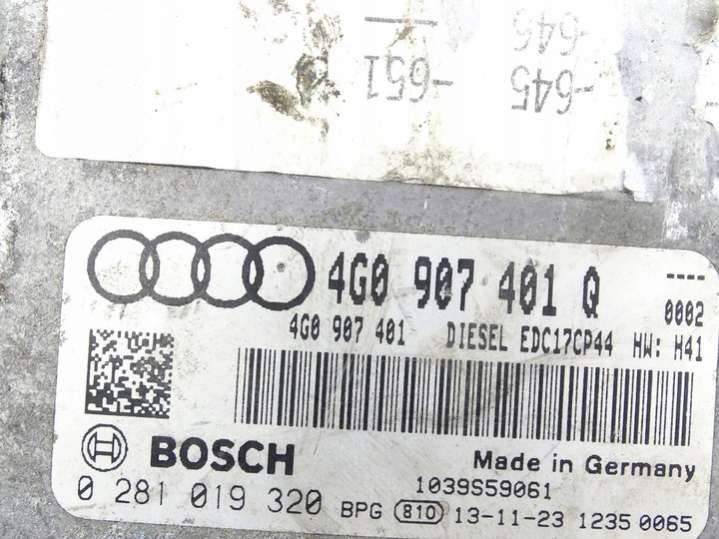 -645
-646
-651
4G0 907 401 Q ----
4G0 907 401 DIESEL EDC17CP44 HW: H41 0002
BOSCH Made in Germany
1039S59061
0 281 019 320 BPG 810 13-11-23 1235 0065